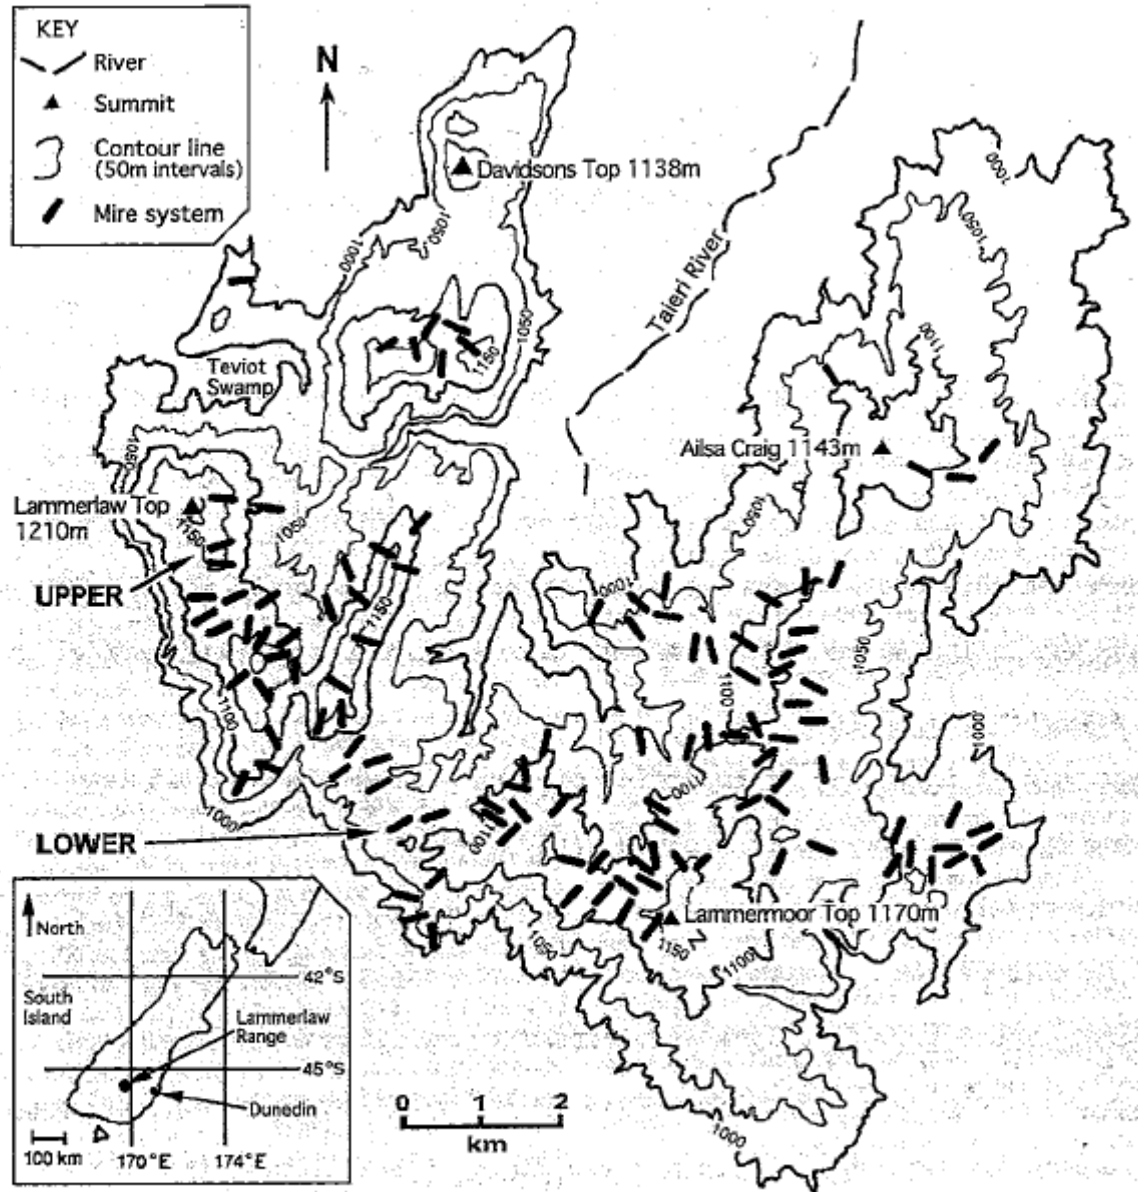 KEY
River
Summit
Contour line
(50m intervals)
Mire system
N
Davidsons Top 1138m
1050
1000
Taieri River
1000
1050
1100
1050
1150
Teviot
Swamp
Ailsa Craig 1143m
1050
Lammerlaw Top
1210m
1150
1050
1050
UPPER
1000
1150
1050
1100
1100
1000
1000
1100
1100
LOWER
Lammermoor Top 1170m
1150
1050
1100
North
42°S
South
Island
Lammerlaw
Range
45°S
Dunedin
100 km
170°E
174°E
0
1
2
km
1000